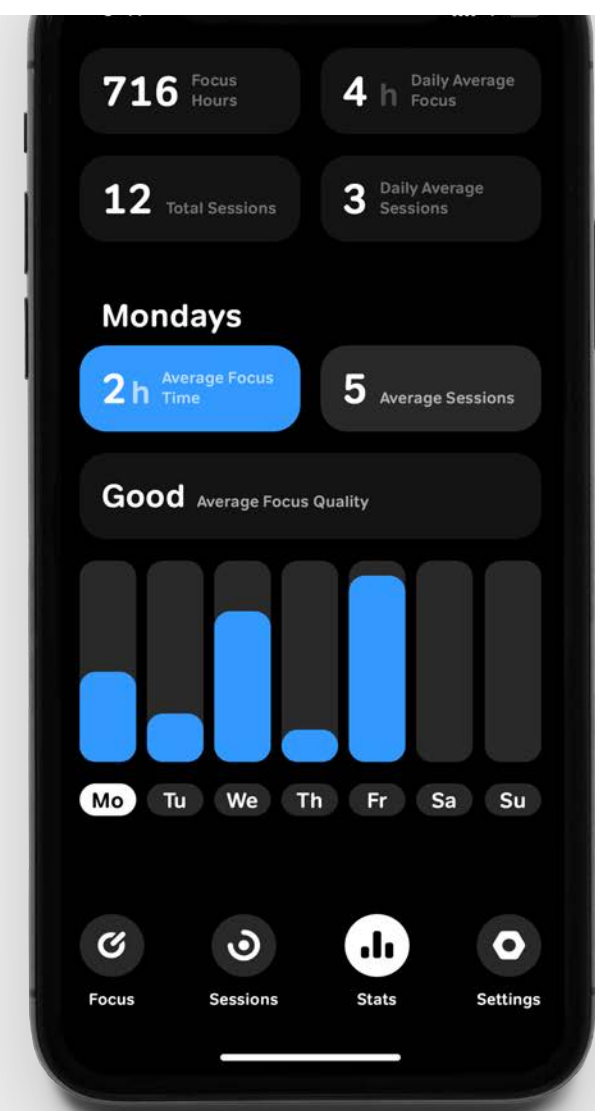 716 Focus
Hours
4 h Daily Average
Focus
12 Total Sessions
3 Daily Average
Sessions
Mondays
2 h Average Focus
Time
5 Average Sessions
Good Average Focus Quality
Mo Tu We Th Fr Sa Su
Focus Sessions Stats Settings